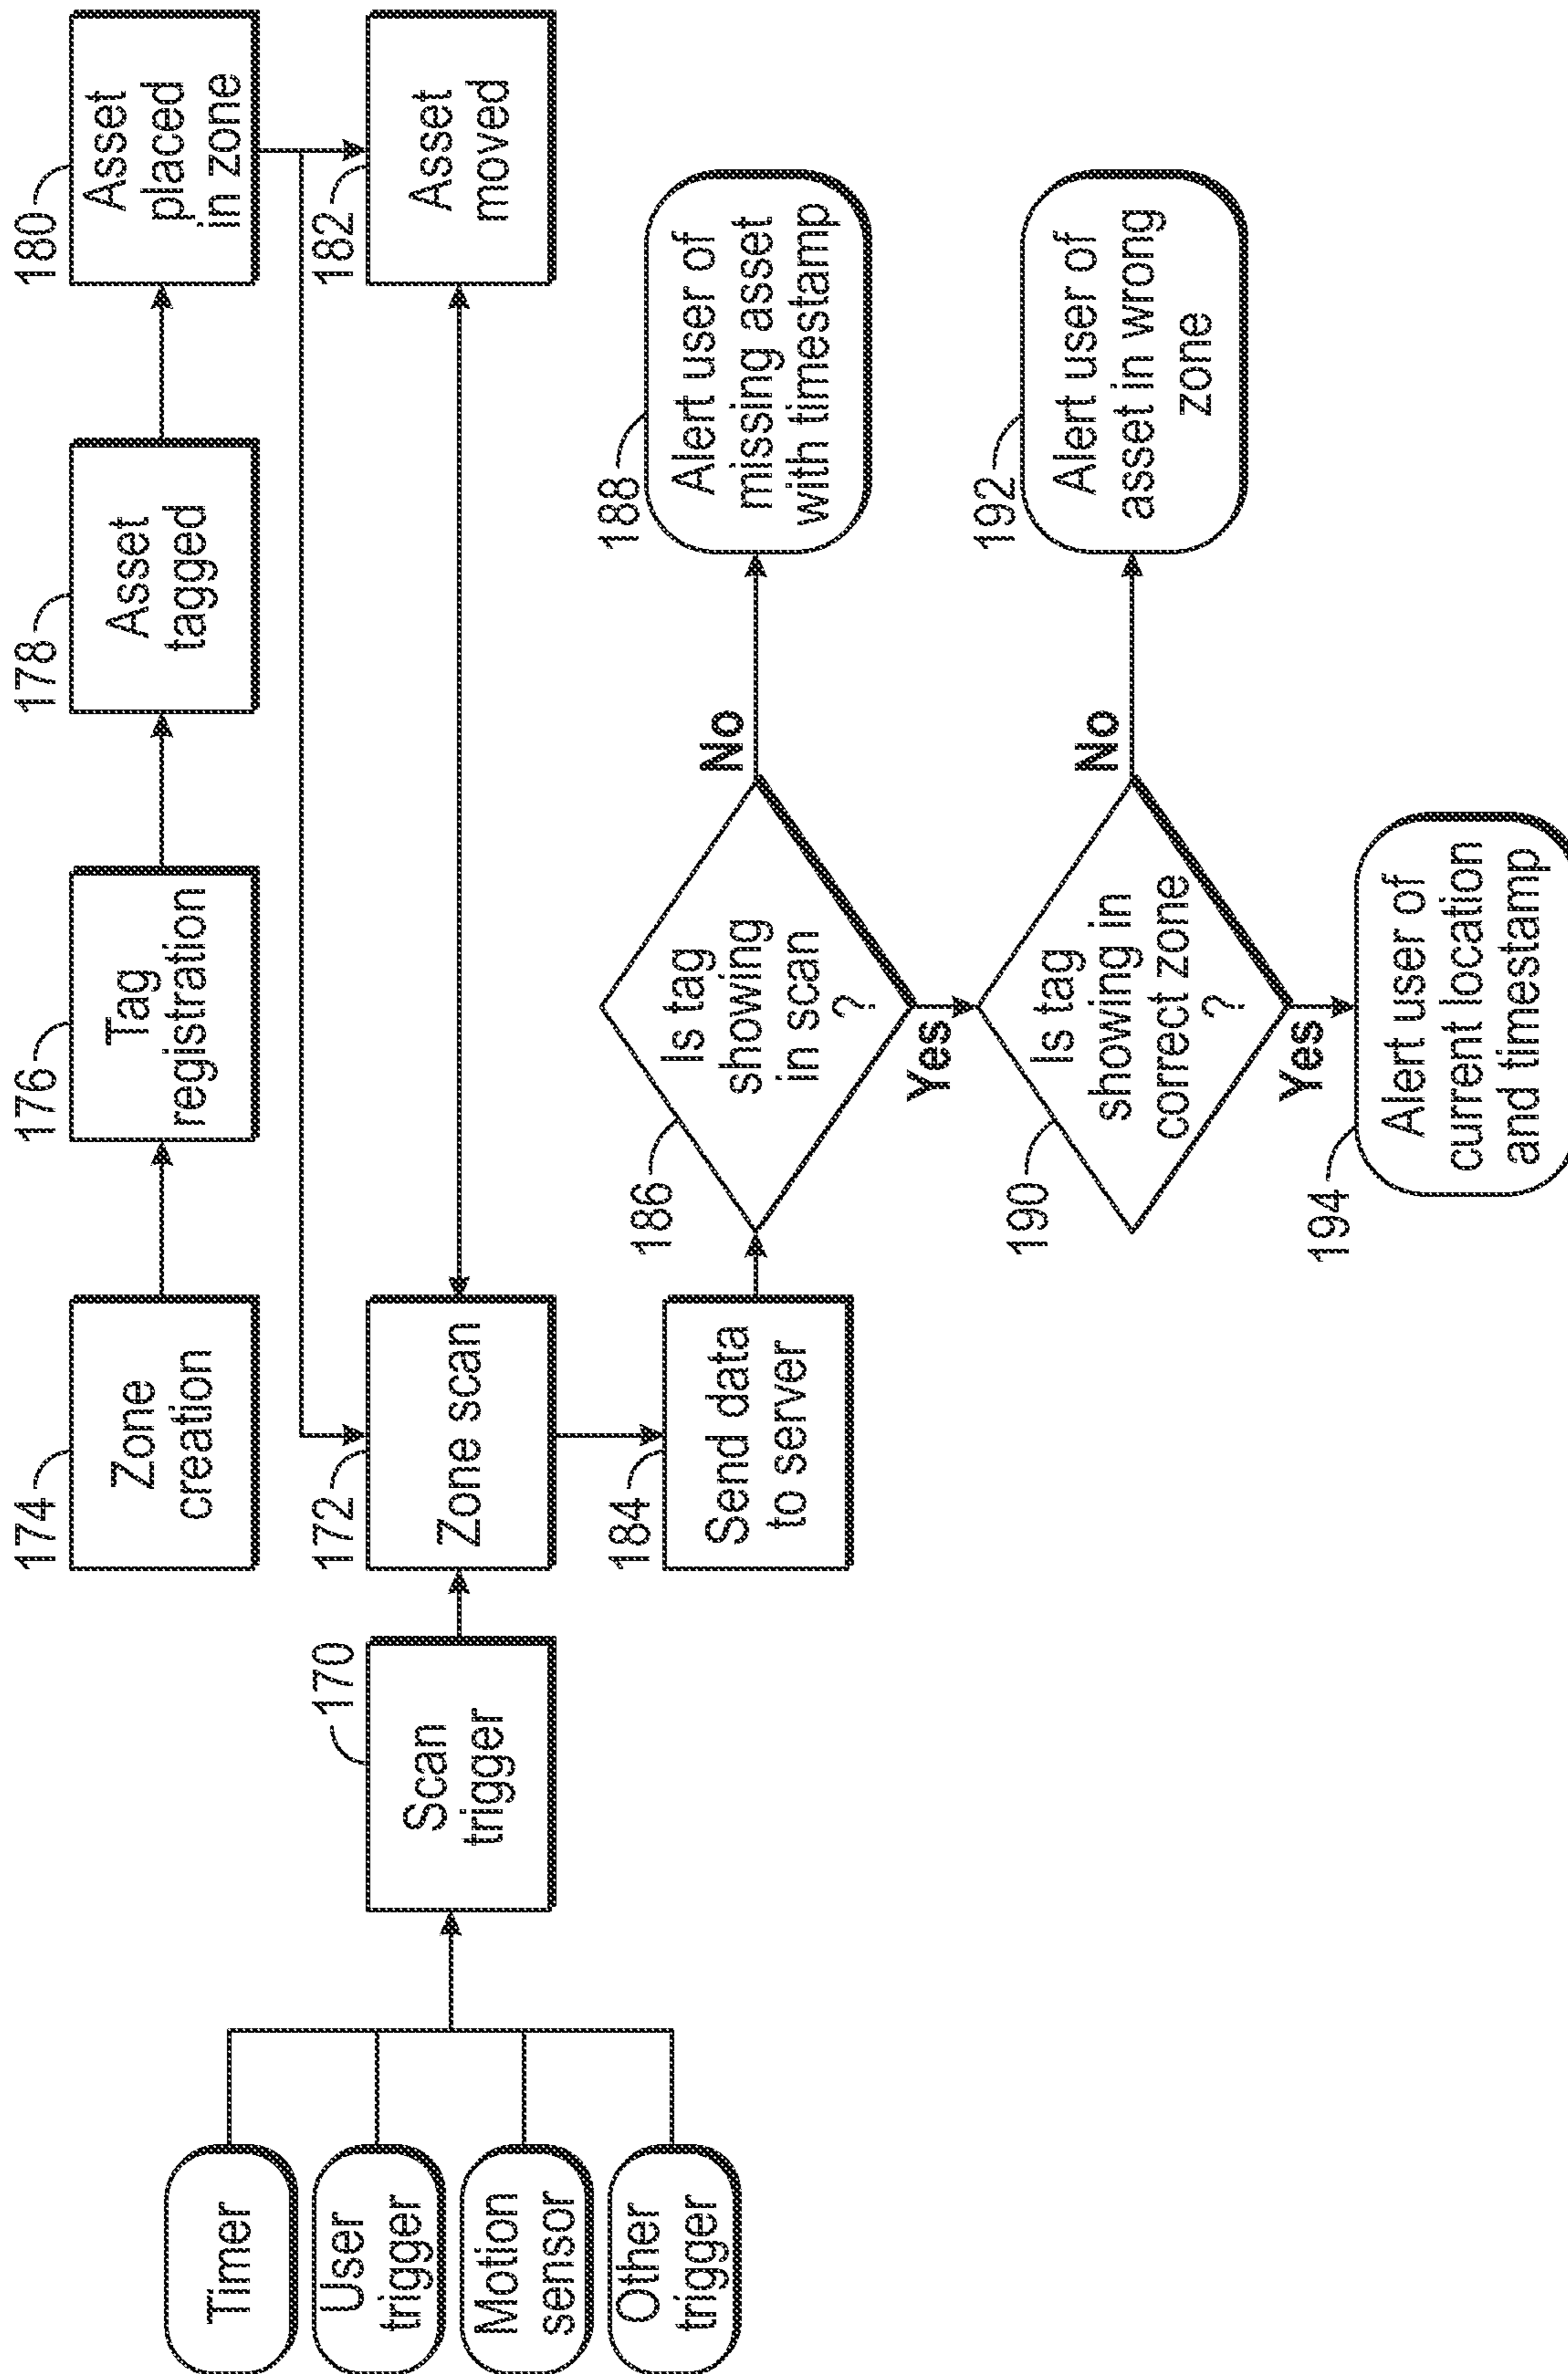 174
Zone
creation
176
Tag
registration
178
Asset
tagged
180
Asset
placed
in zone
Timer
User
trigger
Motion
sensor
Other
trigger
170
Scan
trigger
172
Zone scan
182
Asset
moved
184
Send data
to server
186
Is tag
showing
in scan
?
No
188
Alert user of
missing asset
with timestamp
Yes
190
Is tag
showing in
correct zone
?
No
192
Alert user of
asset in wrong
zone
Yes
194
Alert user of
current location
and timestamp